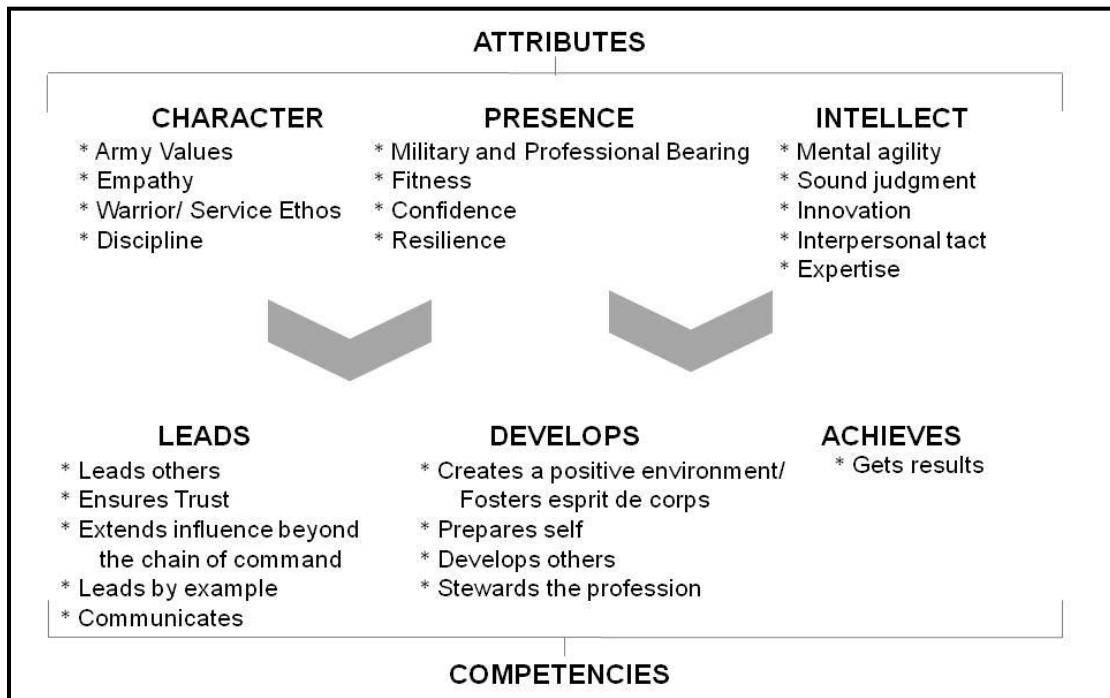 ATTRIBUTES
CHARACTER
* Army Values
* Empathy
* Warrior/ Service Ethos
* Discipline
PRESENCE
* Military and Professional Bearing
* Fitness
* Confidence
* Resilience
INTELLECT
* Mental agility
* Sound judgment
* Innovation
* Interpersonal tact
* Expertise
LEADS
* Leads others
* Ensures Trust
* Extends influence beyond
the chain of command
* Leads by example
* Communicates
DEVELOPS
* Creates a positive environment/
Fosters esprit de corps
* Prepares self
* Develops others
* Stewards the profession
ACHIEVES
* Gets results
COMPETENCIES